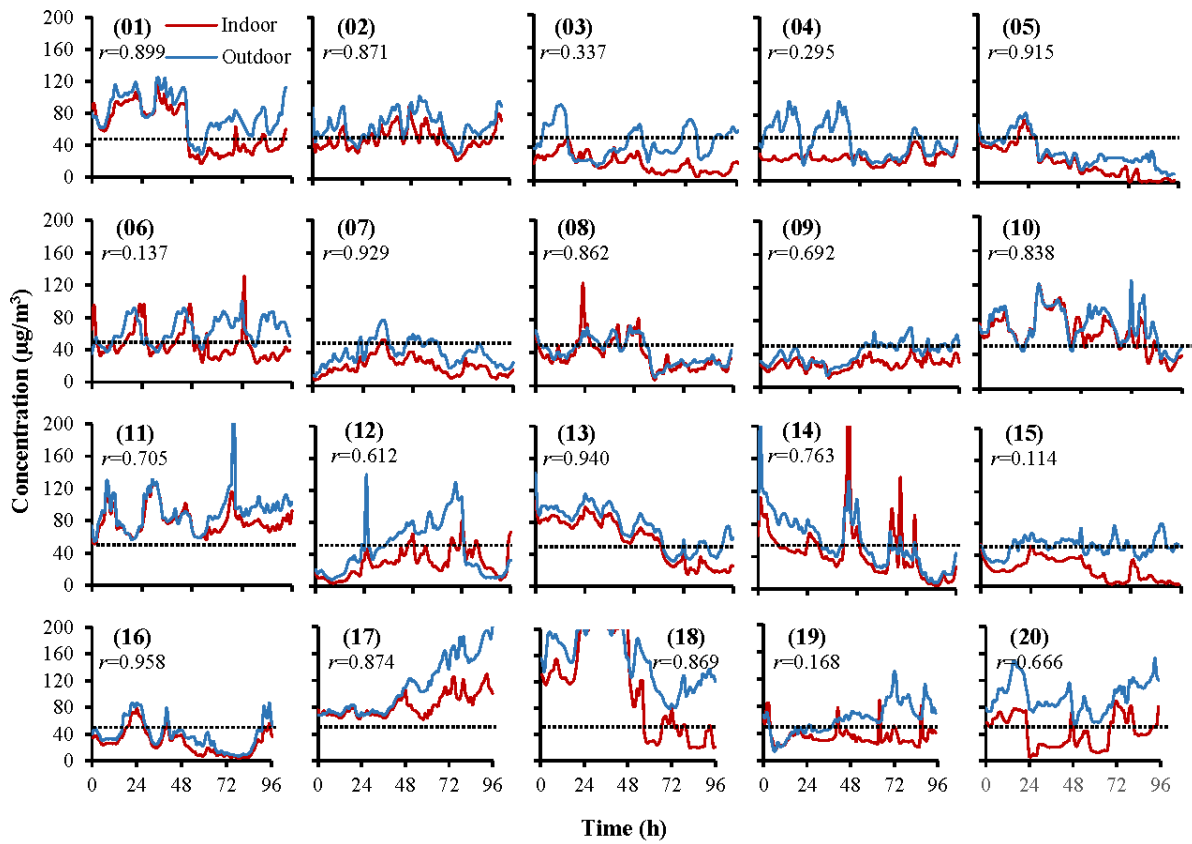 200
160
120
80
40
0
(01)
r=0.899
Indoor
Outdoor
(02)
r=0.871
(03)
r=0.337
(04)
r=0.295
(05)
r=0.915
200
160
120
80
40
0
(06)
r=0.137
(07)
r=0.929
(08)
r=0.862
(09)
r=0.692
(10)
r=0.838
Concentration (µg/m³)
200
160
120
80
40
0
(11)
r=0.705
(12)
r=0.612
(13)
r=0.940
(14)
r=0.763
(15)
r=0.114
200
160
120
80
40
0
(16)
r=0.958
(17)
r=0.874
(18)
r=0.869
(19)
r=0.168
(20)
r=0.666
0 24 48 72 96
0 24 48 72 96
0 24 48 72 96
0 24 48 72 96
0 24 48 72 96
Time (h)